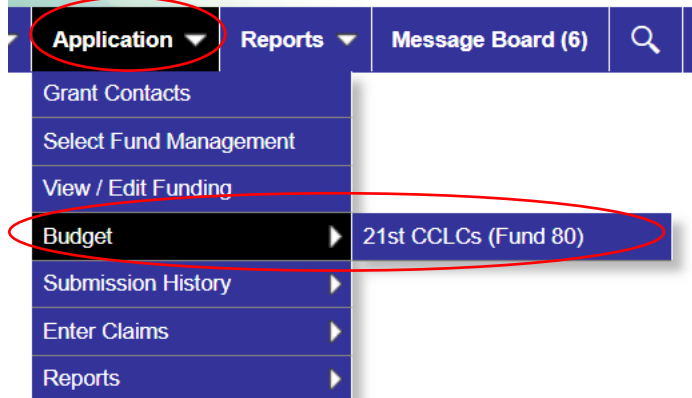 Application Reports Message Board (6)
Grant Contacts
Select Fund Management
View / Edit Funding
Budget 21st CCLCs (Fund 80)
Submission History
Enter Claims
Reports